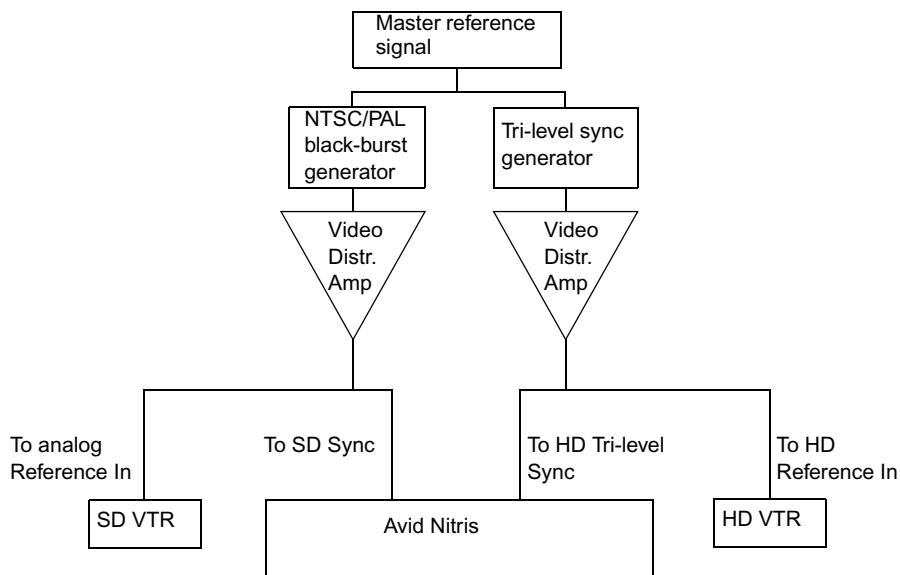 Master reference
signal
NTSC/PAL
black-burst
generator
Tri-level sync
generator
Video
Distr.
Amp
Video
Distr.
Amp
To analog
Reference In
To SD Sync
To HD Tri-level
Sync
To HD
Reference In
SD VTR
Avid Nitris
HD VTR